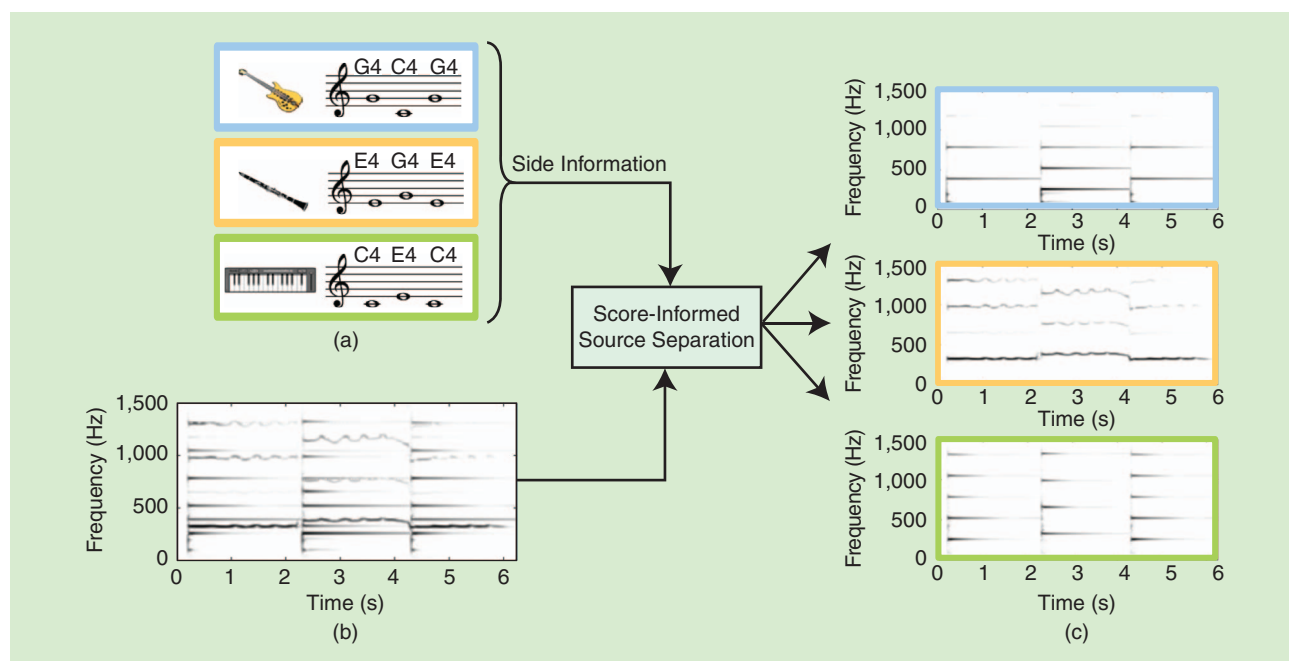 G4 C4 G4
E4 G4 E4
C4 E4 C4
(a)
Side Information
Score-Informed
Source Separation
1,500
1,000
500
0
Frequency (Hz)
0 1 2 3 4 5 6
Time (s)
(b)
1,500
1,000
500
0
Frequency (Hz)
0 1 2 3 4 5 6
Time (s)
1,500
1,000
500
0
Frequency (Hz)
0 1 2 3 4 5 6
Time (s)
1,500
1,000
500
0
Frequency (Hz)
0 1 2 3 4 5 6
Time (s)
(c)